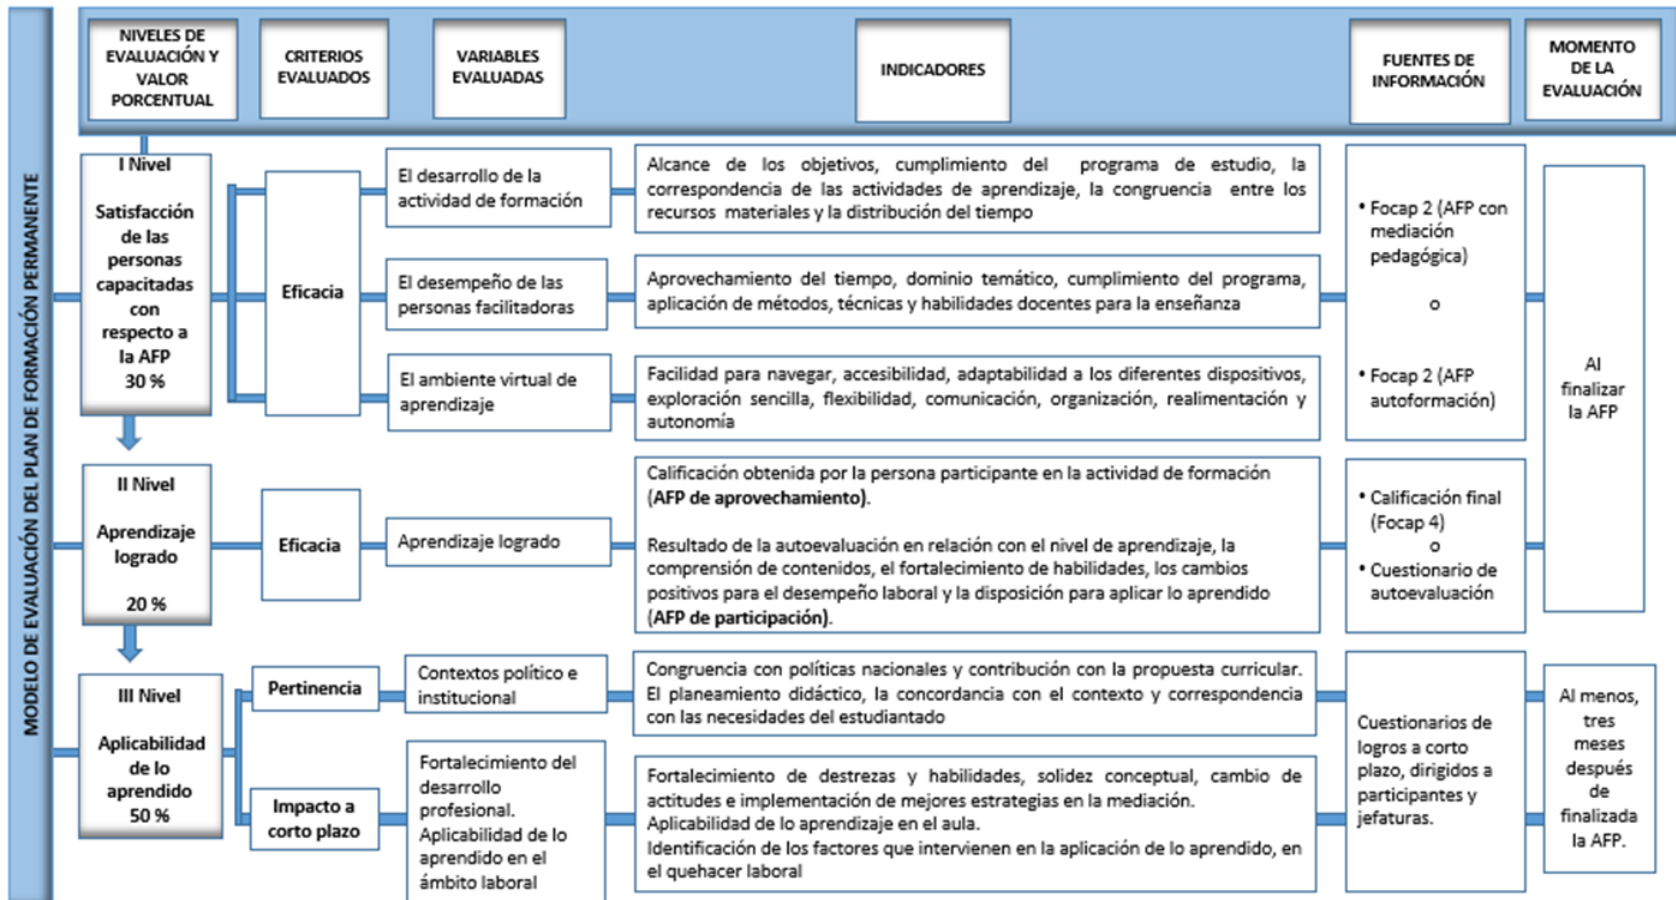 MODELO DE EVALUACIÓN DEL PLAN DE FORMACIÓN PERMANENTE
NIVELES DE
EVALUACIÓN Y
VALOR
PORCENTUAL
CRITERIOS
EVALUADOS
VARIABLES
EVALUADAS
INDICADORES
FUENTES DE
INFORMACIÓN
MOMENTO
DE LA
EVALUACIÓN
I Nivel
Satisfacción
de las
personas
capacitadas
con
respecto a
la AFP
30 %
Eficacia
El desarrollo de la
actividad de formación
Alcance de los objetivos, cumplimiento del programa de estudio, la
correspondencia de las actividades de aprendizaje, la congruencia entre los
recursos materiales y la distribución del tiempo
El desempeño de las
personas facilitadoras
Aprovechamiento del tiempo, dominio temático, cumplimiento del programa,
aplicación de métodos, técnicas y habilidades docentes para la enseñanza
El ambiente virtual de
aprendizaje
Facilidad para navegar, accesibilidad, adaptabilidad a los diferentes dispositivos,
exploración sencilla, flexibilidad, comunicación, organización, realimentación y
autonomía
• Focap 2 (AFP con
mediación
pedagógica)
o
• Focap 2 (AFP
autoformación)
Al
finalizar
la AFP
II Nivel
Aprendizaje
logrado
20 %
Eficacia
Aprendizaje logrado
Calificación obtenida por la persona participante en la actividad de formación
(AFP de aprovechamiento).
Resultado de la autoevaluación en relación con el nivel de aprendizaje, la
comprensión de contenidos, el fortalecimiento de habilidades, los cambios
positivos para el desempeño laboral y la disposición para aplicar lo aprendido
(AFP de participación).
• Calificación final
(Focap 4)
o
• Cuestionario de
autoevaluación
III Nivel
Aplicabilidad
de lo
aprendido
50 %
Pertinencia
Contextos político e
institucional
Congruencia con políticas nacionales y contribución con la propuesta curricular.
El planeamiento didáctico, la concordancia con el contexto y correspondencia
con las necesidades del estudiantado
Impacto a
corto plazo
Fortalecimiento del
desarrollo
profesional.
Aplicabilidad de lo
aprendido en el
ámbito laboral
Fortalecimiento de destrezas y habilidades, solidez conceptual, cambio de
actitudes e implementación de mejores estrategias en la mediación.
Aplicabilidad de lo aprendizaje en el aula.
Identificación de los factores que intervienen en la aplicación de lo aprendido, en
el quehacer laboral
Cuestionarios de
logros a corto
plazo, dirigidos a
participantes y
jefaturas.
Al menos,
tres
meses
después
de
finalizada
la AFP.